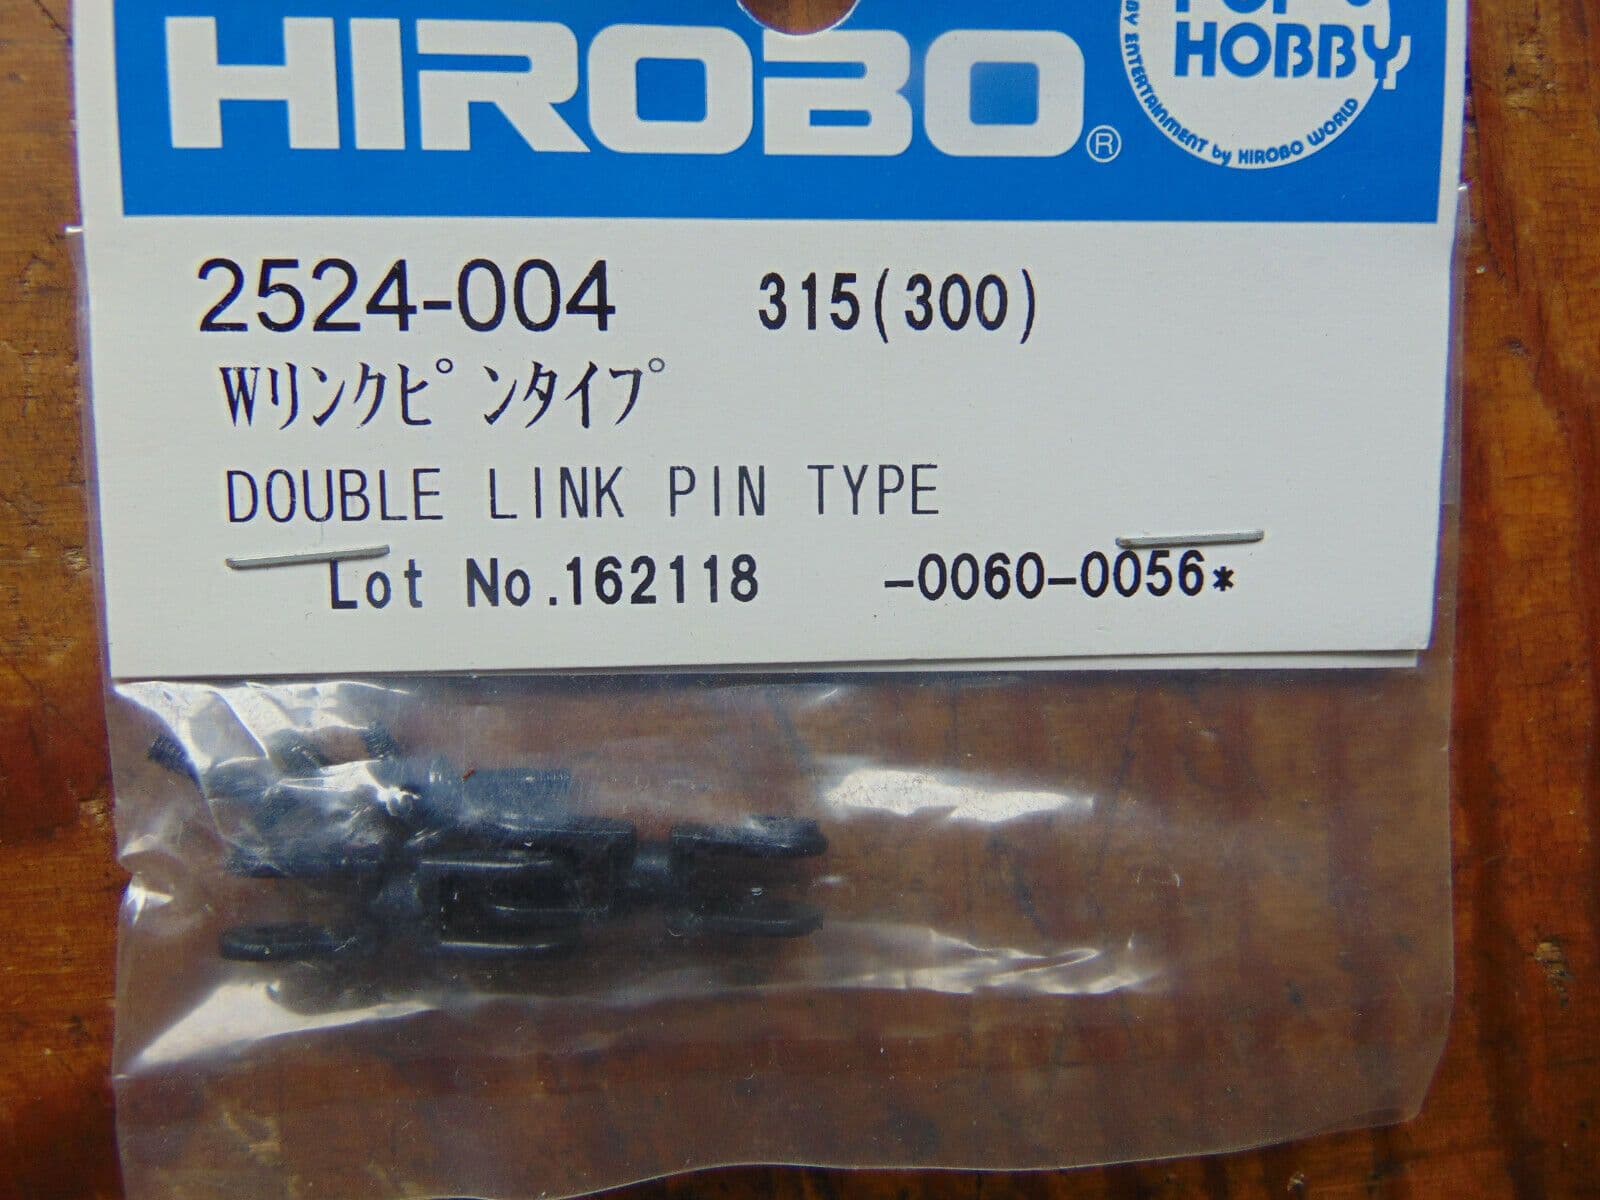 HIROBO®
HOBBY
BY ENTERTAINMENT by HIROBO WORLD
2524-004 315(300)
Wリンクピンタイプ
DOUBLE LINK PIN TYPE
Lot No.162118 -0060-0056*